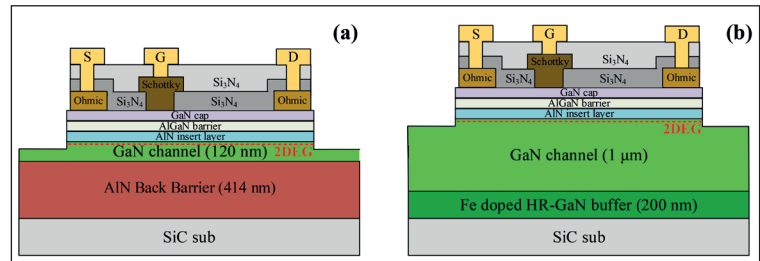 (a)
S G D
Schottky
Si₃N₄
Ohmic Si₃N₄ Si₃N₄ Ohmic
GaN cap
AlGaN barrier
AlN insert layer
2DEG
GaN channel (120 nm)
AlN Back Barrier (414 nm)
SiC sub
(b)
S G D
Schottky
Si₃N₄
Ohmic Si₃N₄ Si₃N₄ Ohmic
GaN cap
AlGaN barrier
AlN insert layer
2DEG
GaN channel (1 μm)
Fe doped HR-GaN buffer (200 nm)
SiC sub